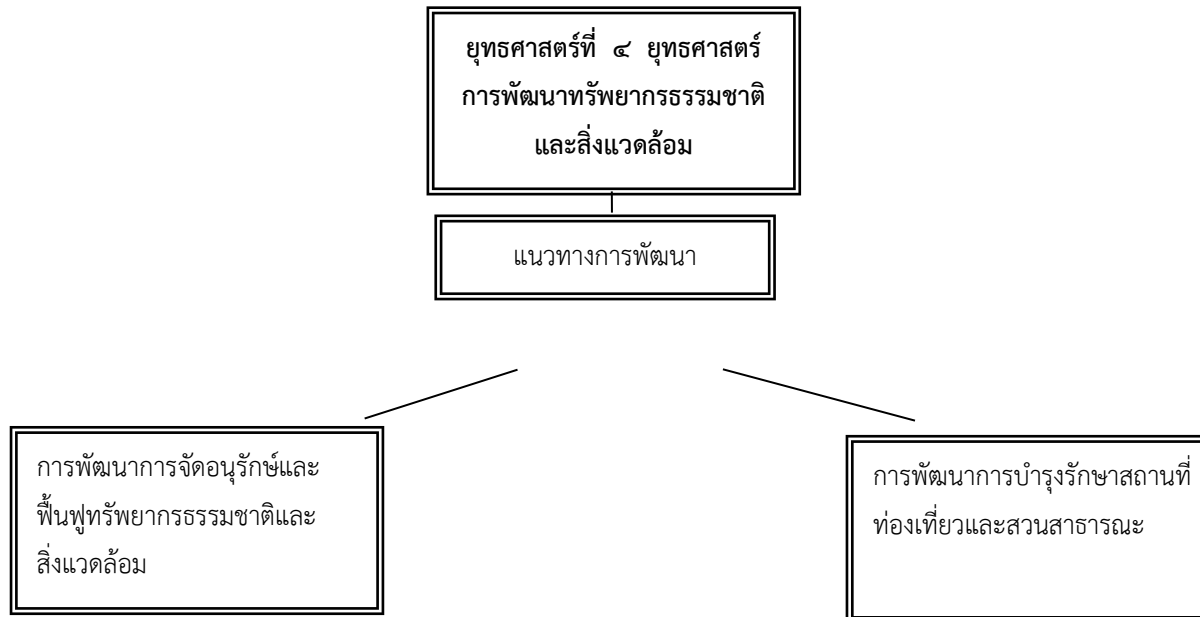 ยุทธศาสตร์ที่ ๔ ยุทธศาสตร์
การพัฒนาทรัพยากรธรรมชาติ
และสิ่งแวดล้อม
แนวทางการพัฒนา
การพัฒนาการจัดอนุรักษ์และ
ฟื้นฟูทรัพยากรธรรมชาติและ
สิ่งแวดล้อม
การพัฒนาการบำรุงรักษาสถานที่
ท่องเที่ยวและสวนสาธารณะ